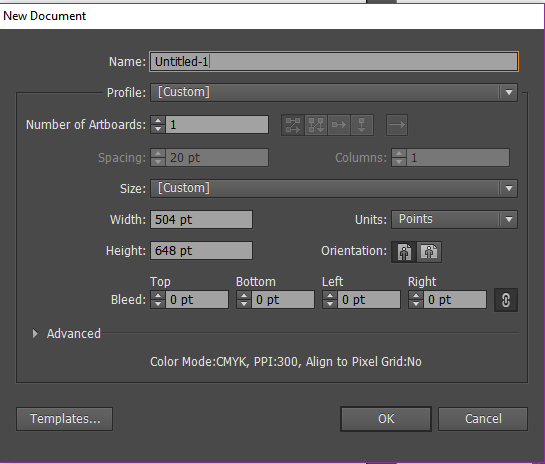 New Document
Name: Untitled-1
Profile: [Custom]
Number of Artboards: 1
Spacing: 20 pt Columns: 1
Size: [Custom]
Width: 504 pt Units: Points
Height: 648 pt Orientation:
Top Bottom Left Right
Bleed: 0 pt 0 pt 0 pt 0 pt
Advanced
Color Mode:CMYK, PPI:300, Align to Pixel Grid:No
Templates... OK Cancel